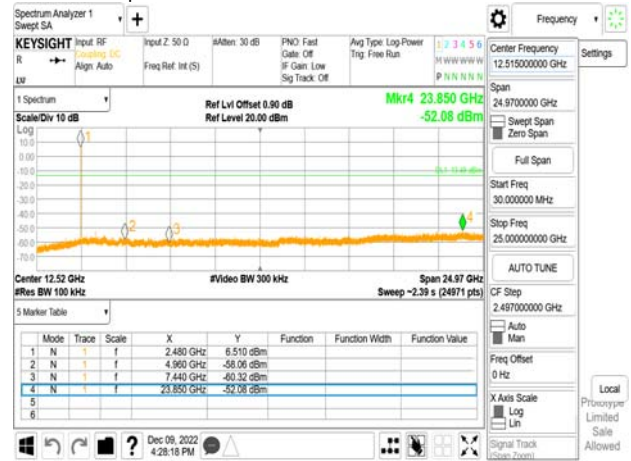 Spectrum Analyzer 1
Swept SA
+
Frequency
KEYSIGHT
R
LU
Input: RF
Coupling: DC
Align: Auto
Input Z: 50 Ω
Freq Ref: Int (S)
#Atten: 30 dB
PNO: Fast
Gate: Off
IF Gain: Low
Sig Track: Off
Avg Type: Log-Power
Trig: Free Run
1 2 3 4 5 6
M W W W W W
P N N N N N
Center Frequency
12.515000000 GHz
Settings
1 Spectrum
Scale/Div 10 dB
Ref Lvl Offset 0.90 dB
Ref Level 20.00 dBm
Mkr4 23.850 GHz
-52.08 dBm
Span
24.9700000 GHz
Swept Span
Zero Span
Full Span
Log
10.0
0.00
-10.0
-20.0
-30.0
-40.0
-50.0
-60.0
-70.0
1
2
3
4
Start Freq
30.000000 MHz
Stop Freq
25.000000000 GHz
AUTO TUNE
Center 12.52 GHz
#Video BW 300 kHz
Span 24.97 GHz
#Res BW 100 kHz
Sweep ~2.39 s (24971 pts)
CF Step
2.497000000 GHz
Auto
Man
5 Marker Table
Mode Trace Scale X Y Function Function Width Function Value
1 N 1 f 2.480 GHz 6.510 dBm
2 N 1 f 4.960 GHz -58.06 dBm
3 N 1 f 7.440 GHz -60.32 dBm
4 N 1 f 23.850 GHz -52.08 dBm
5
6
Freq Offset
0 Hz
X Axis Scale
Log
Lin
Local
Prototype
Limited
Sale
Allowed
Signal Track
(Span Zoom)
?
Dec 09, 2022
4:28:18 PM